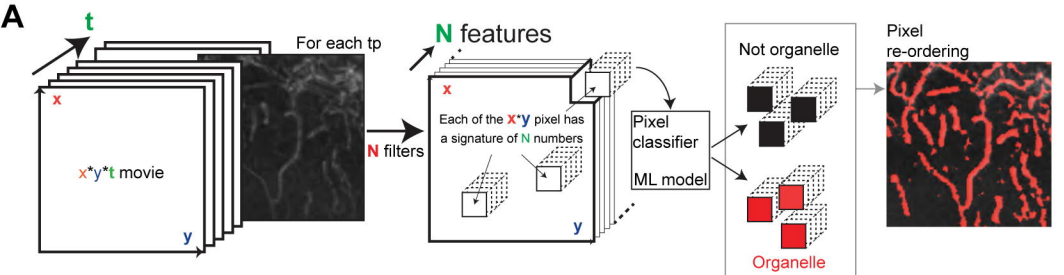 A
t
For each tp
x
x*y*t movie
y
N filters
N features
x
Each of the x*y pixel has
a signature of N numbers
y
Pixel
classifier
ML model
Not organelle
Organelle
Pixel
re-ordering